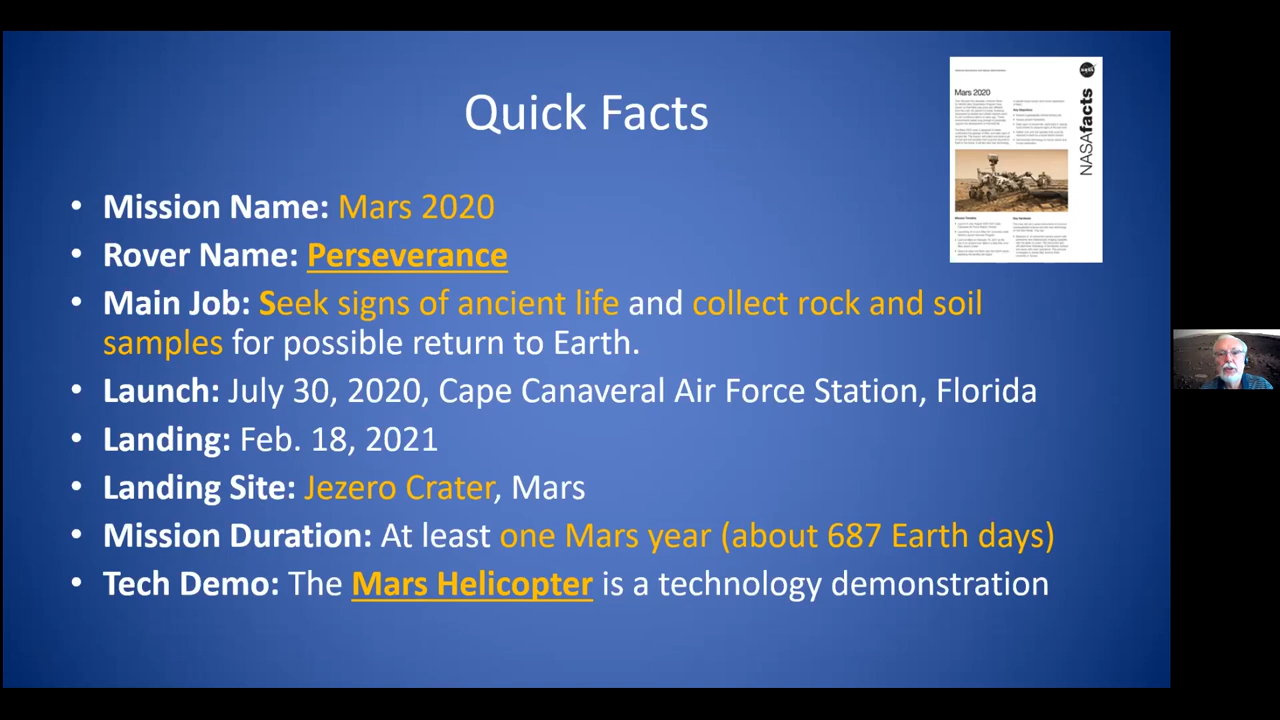 Quick Facts
Mars 2020
NASAfacts
• Mission Name: Mars 2020
• Rover Name: Perseverance
• Main Job: Seek signs of ancient life and collect rock and soil
samples for possible return to Earth.
• Launch: July 30, 2020, Cape Canaveral Air Force Station, Florida
• Landing: Feb. 18, 2021
• Landing Site: Jezero Crater, Mars
• Mission Duration: At least one Mars year (about 687 Earth days)
• Tech Demo: The Mars Helicopter is a technology demonstration